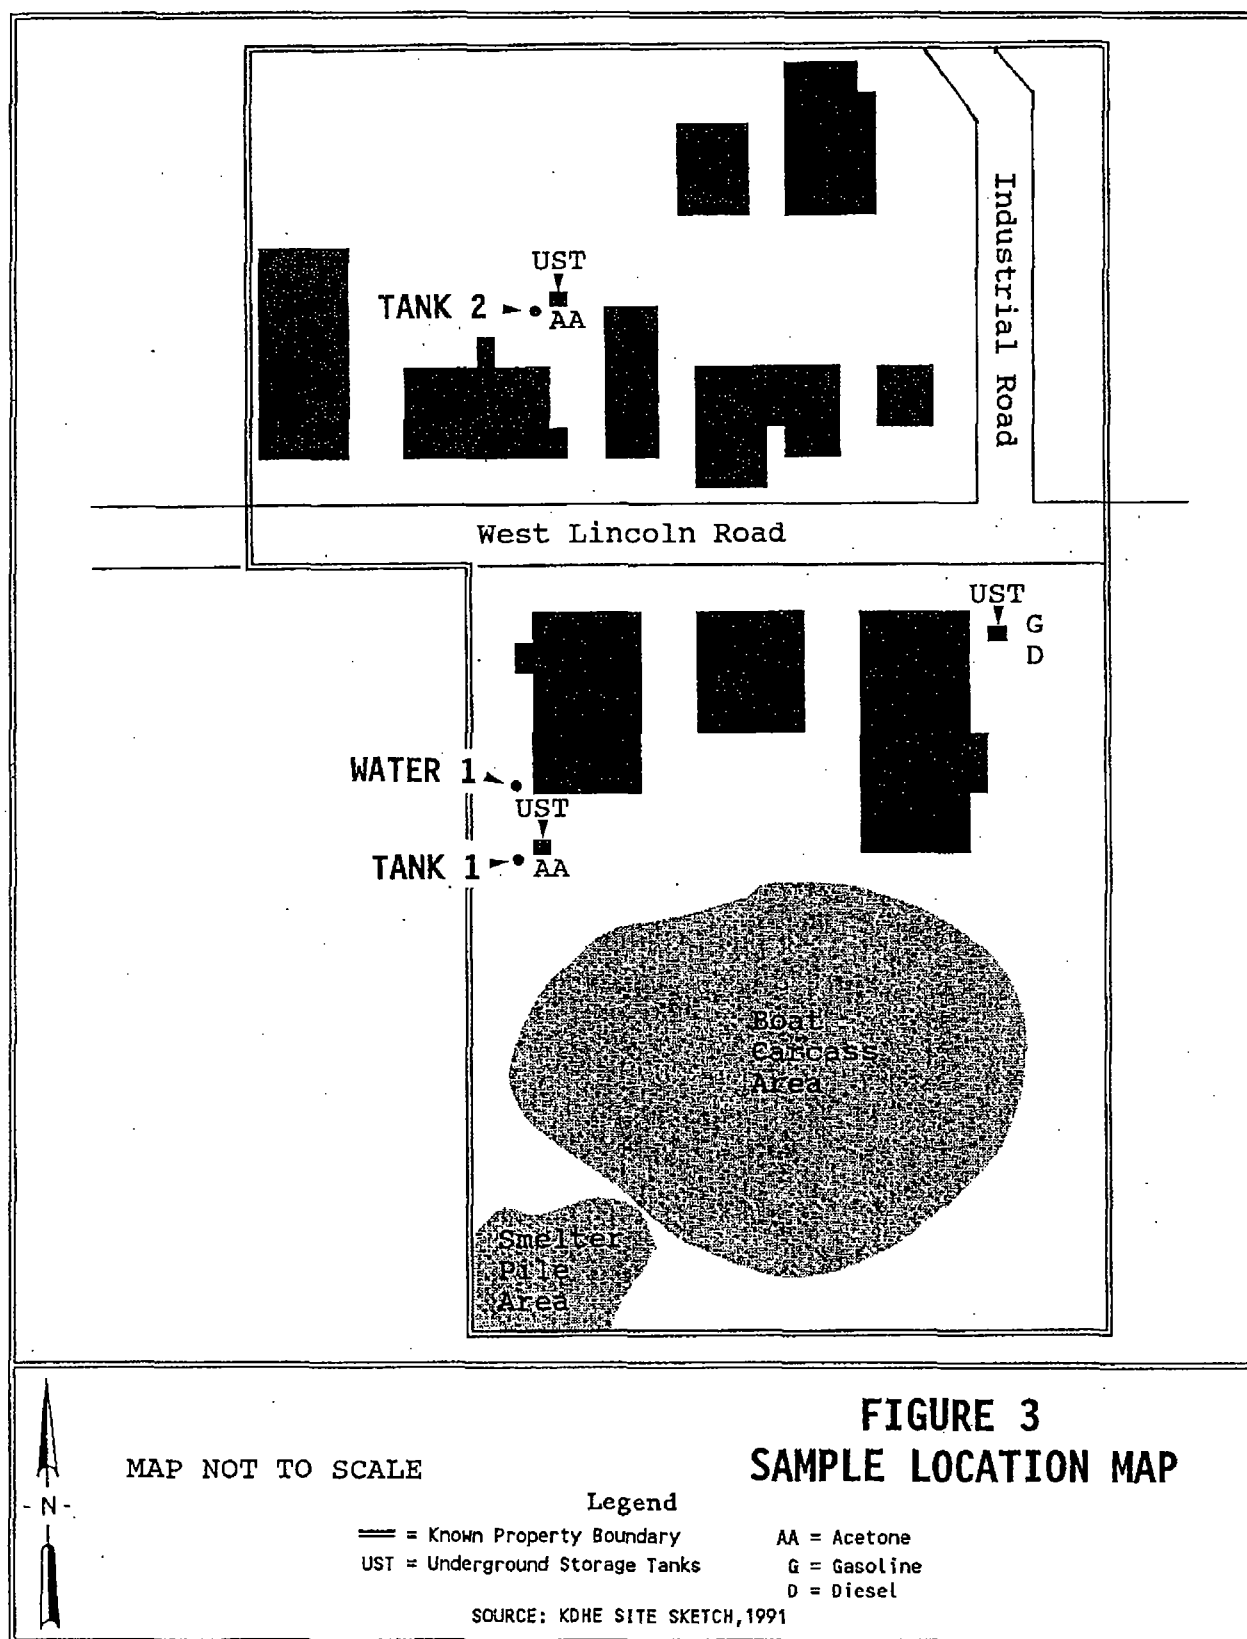 Industrial Road
UST
TANK 2
AA
West Lincoln Road
UST
G
D
WATER 1
UST
TANK 1
AA
Boat
Carcass
Area
Smelter
Pile
Area
FIGURE 3
SAMPLE LOCATION MAP
MAP NOT TO SCALE
- N -
Legend
= Known Property Boundary
AA = Acetone
UST = Underground Storage Tanks
G = Gasoline
D = Diesel
SOURCE: KDHE SITE SKETCH,1991